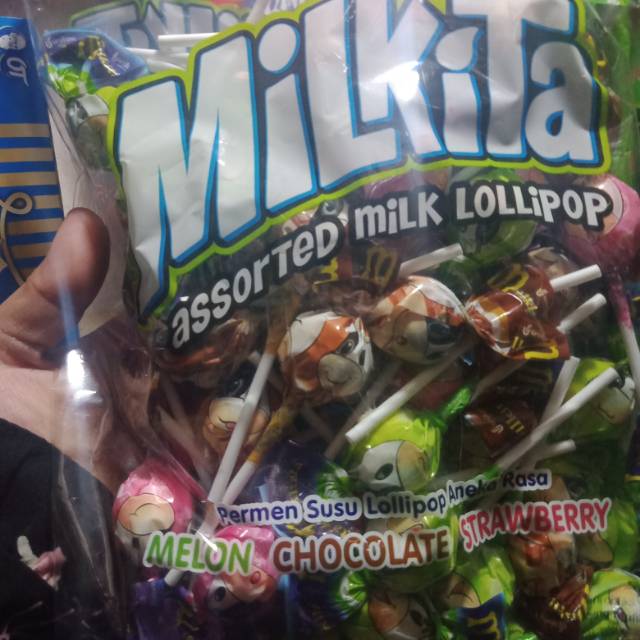 MiLKiTa
assorTeD miLK LOLLiPOP
Permen Susu Lollipop Aneka Rasa
MELON CHOCOLATE STRAWBERRY